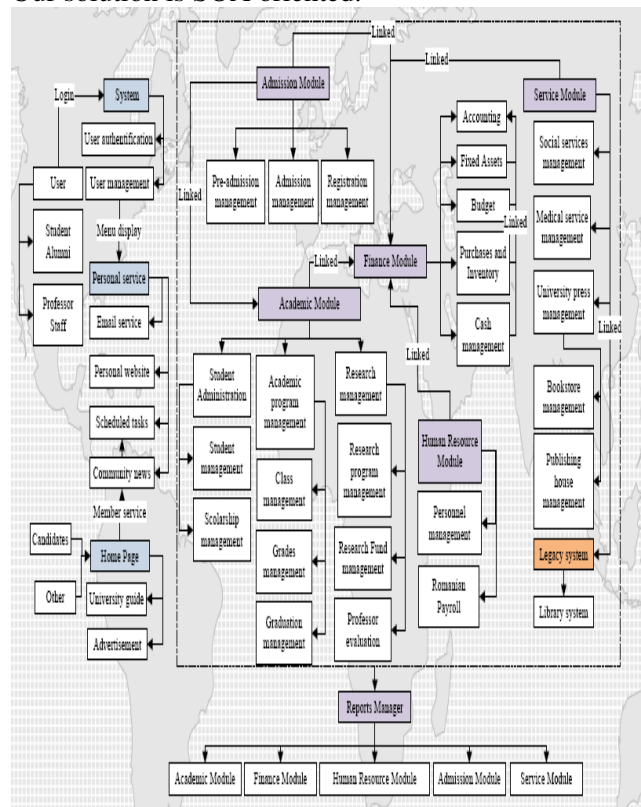 Our solution is SOA oriented.
Linked
Linked
Login
System
Admission Module
Service Module
User authentification
Accounting
Social services
management
User
User management
Linked
Pre-admission
management
Admission
management
Registration
management
Fixed Assets
Student
Alumni
Menu display
Budget
Linked
Medical service
management
Personal service
Linked
Finance Module
Purchases and
Inventory
Professor
Staff
Academic Module
University press
management
Email service
Cash
management
Linked
Linked
Personal website
Student
Administration
Academic
program
management
Research
management
Bookstore
management
Scheduled tasks
Student
management
Human Resource
Module
Publishing
house
management
Community news
Class
management
Research
program
management
Member service
Scolarship
management
Personnel
management
Candidates
Home Page
Grades
management
Research Fund
management
Legacy system
Other
University guide
Romanian
Payroll
Library system
Advertisement
Graduation
management
Professor
evaluation
Reports Manager
Academic Module
Finance Module
Human Resource Module
Admission Module
Service Module